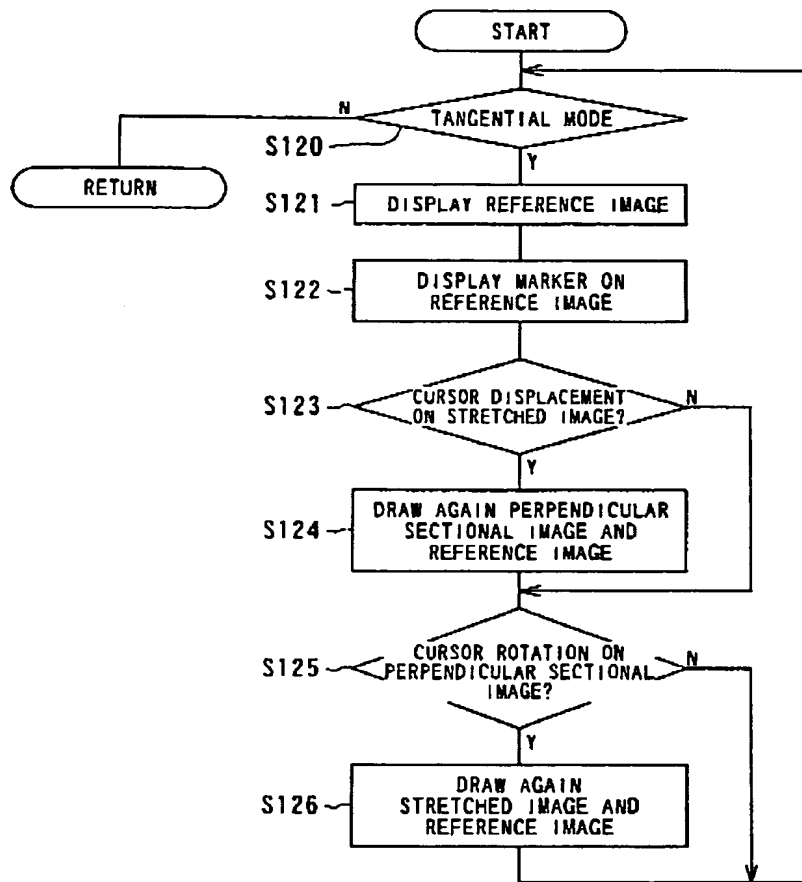 START
N
TANGENTIAL MODE
S120
Y
RETURN
S121
DISPLAY REFERENCE IMAGE
S122
DISPLAY MARKER ON
REFERENCE IMAGE
S123
CURSOR DISPLACEMENT
ON STRETCHED IMAGE?
N
Y
S124
DRAW AGAIN PERPENDICULAR
SECTIONAL IMAGE AND
REFERENCE IMAGE
S125
CURSOR ROTATION ON
PERPENDICULAR SECTIONAL
IMAGE?
N
Y
S126
DRAW AGAIN
STRETCHED IMAGE AND
REFERENCE IMAGE